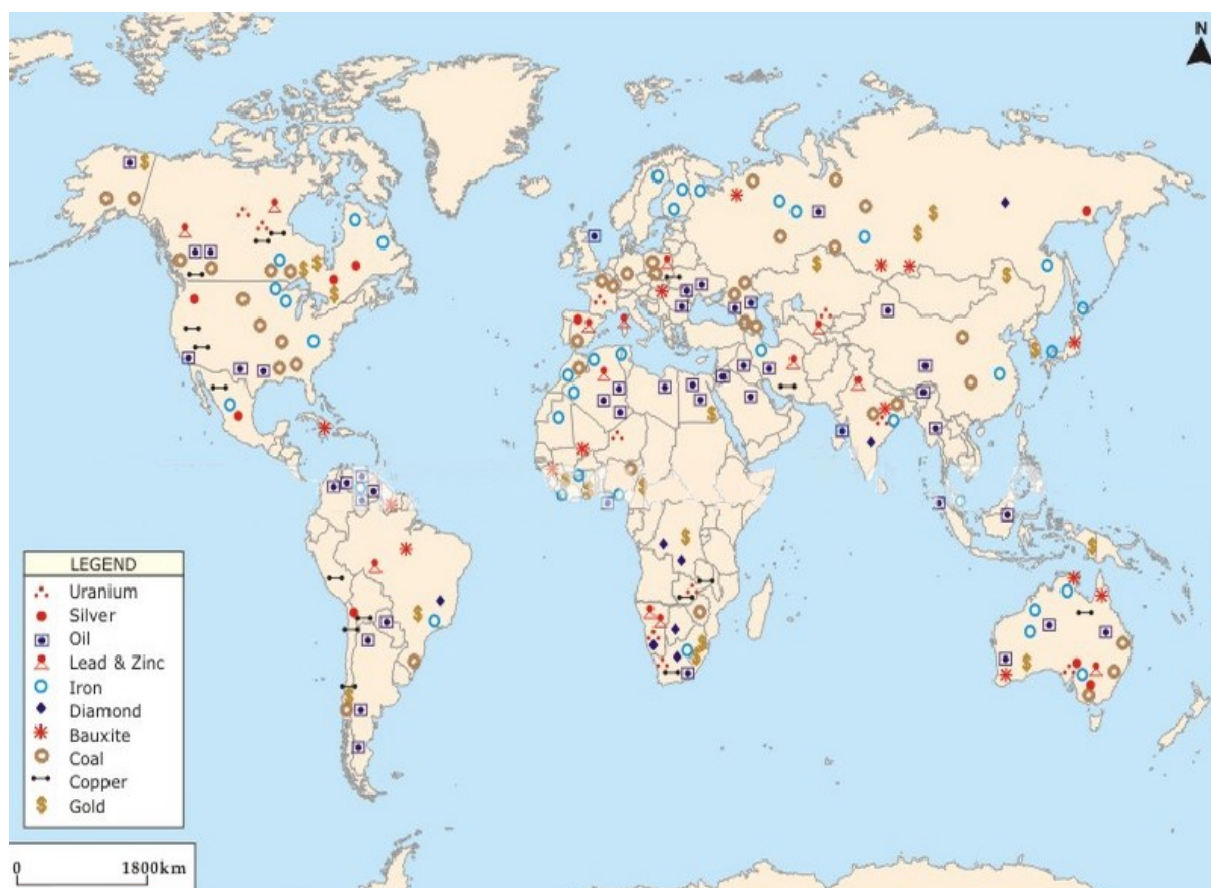 N
LEGEND
Uranium
Silver
Oil
Lead & Zinc
Iron
Diamond
Bauxite
Coal
Copper
Gold
0 1800km